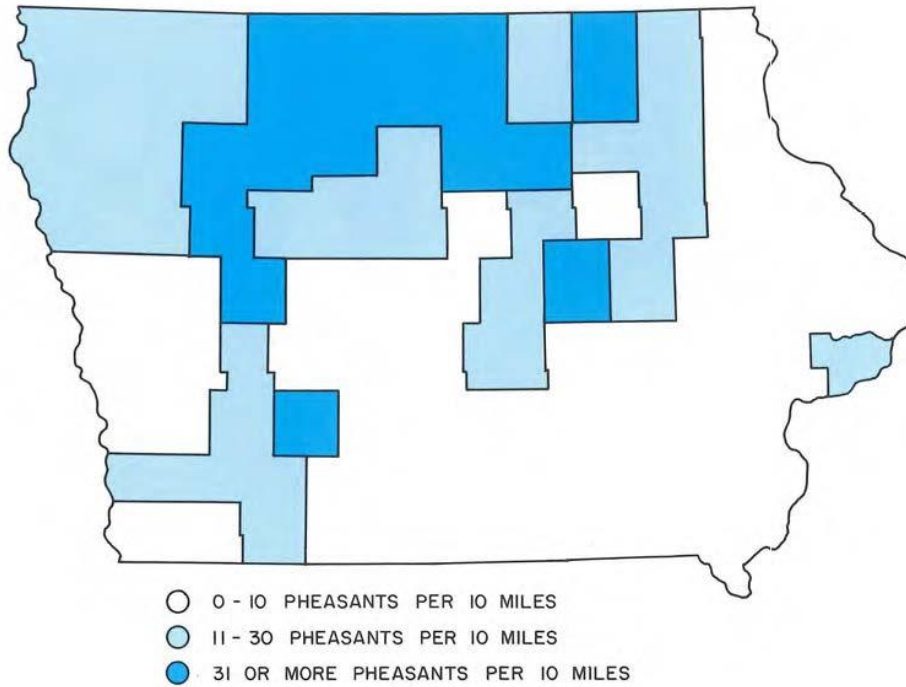 0 - 10 PHEASANTS PER 10 MILES
11 - 30 PHEASANTS PER 10 MILES
31 OR MORE PHEASANTS PER 10 MILES